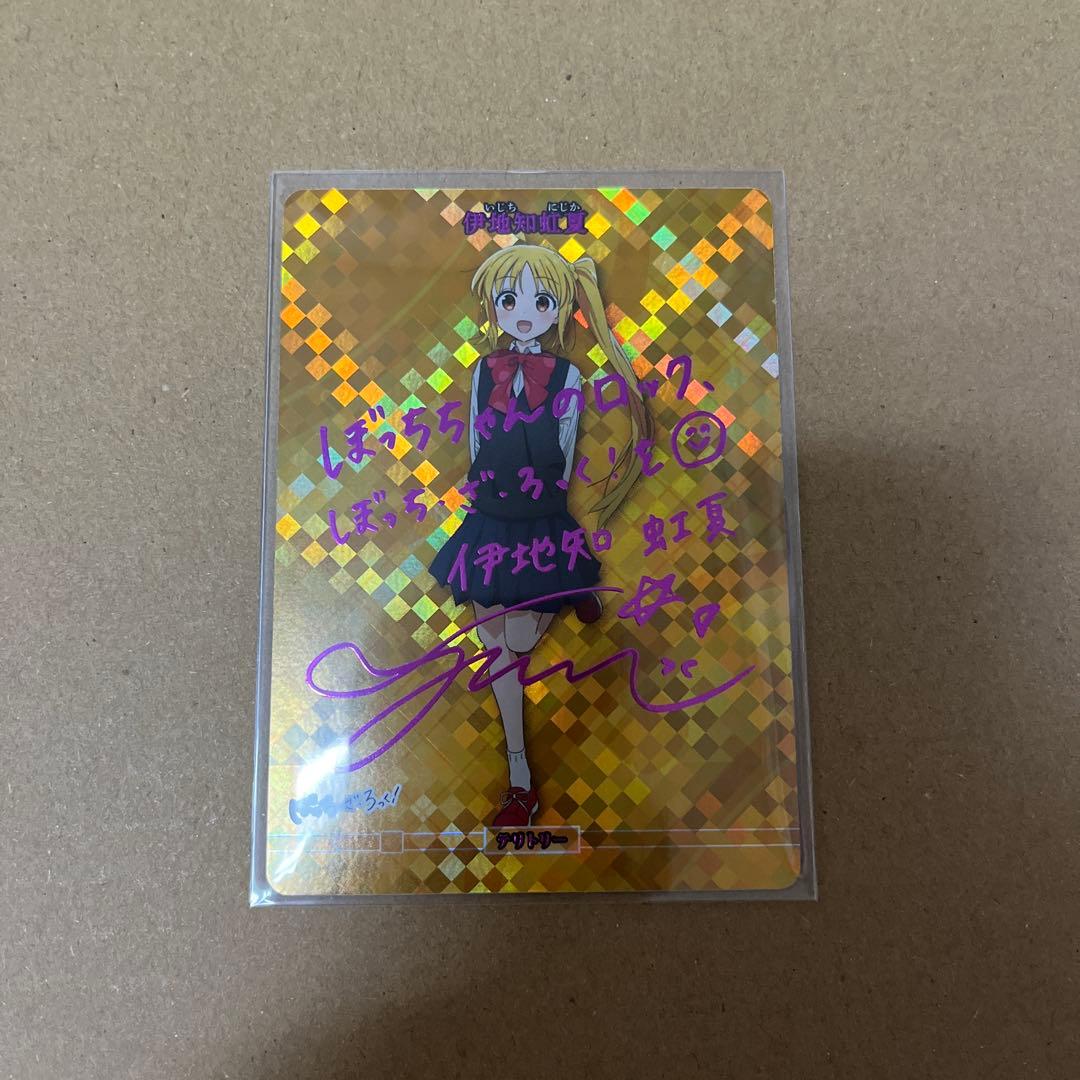 いじち にじか
伊地知虹夏
ぼっちちゃんのロック、
ぼっち・ざ・ろっく!を
伊地知 虹夏
ぼっち・ざ・ろっく!
テリトリー